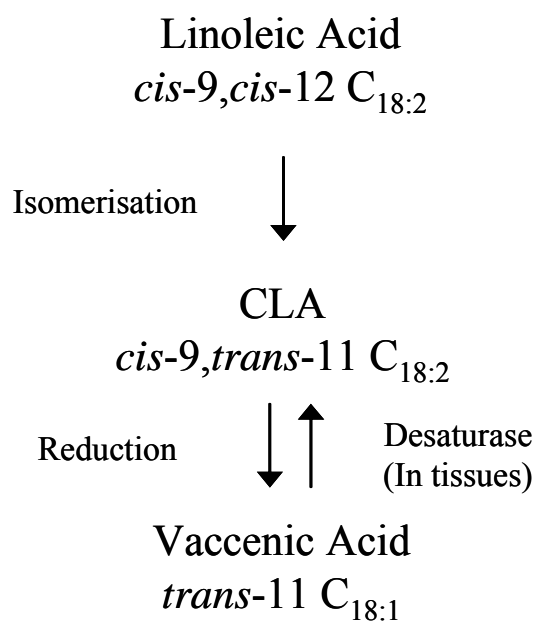 Linoleic Acid
cis-9,cis-12 C18:2
Isomerisation
CLA
cis-9,trans-11 C18:2
Reduction
Desaturase
(In tissues)
Vaccenic Acid
trans-11 C18:1